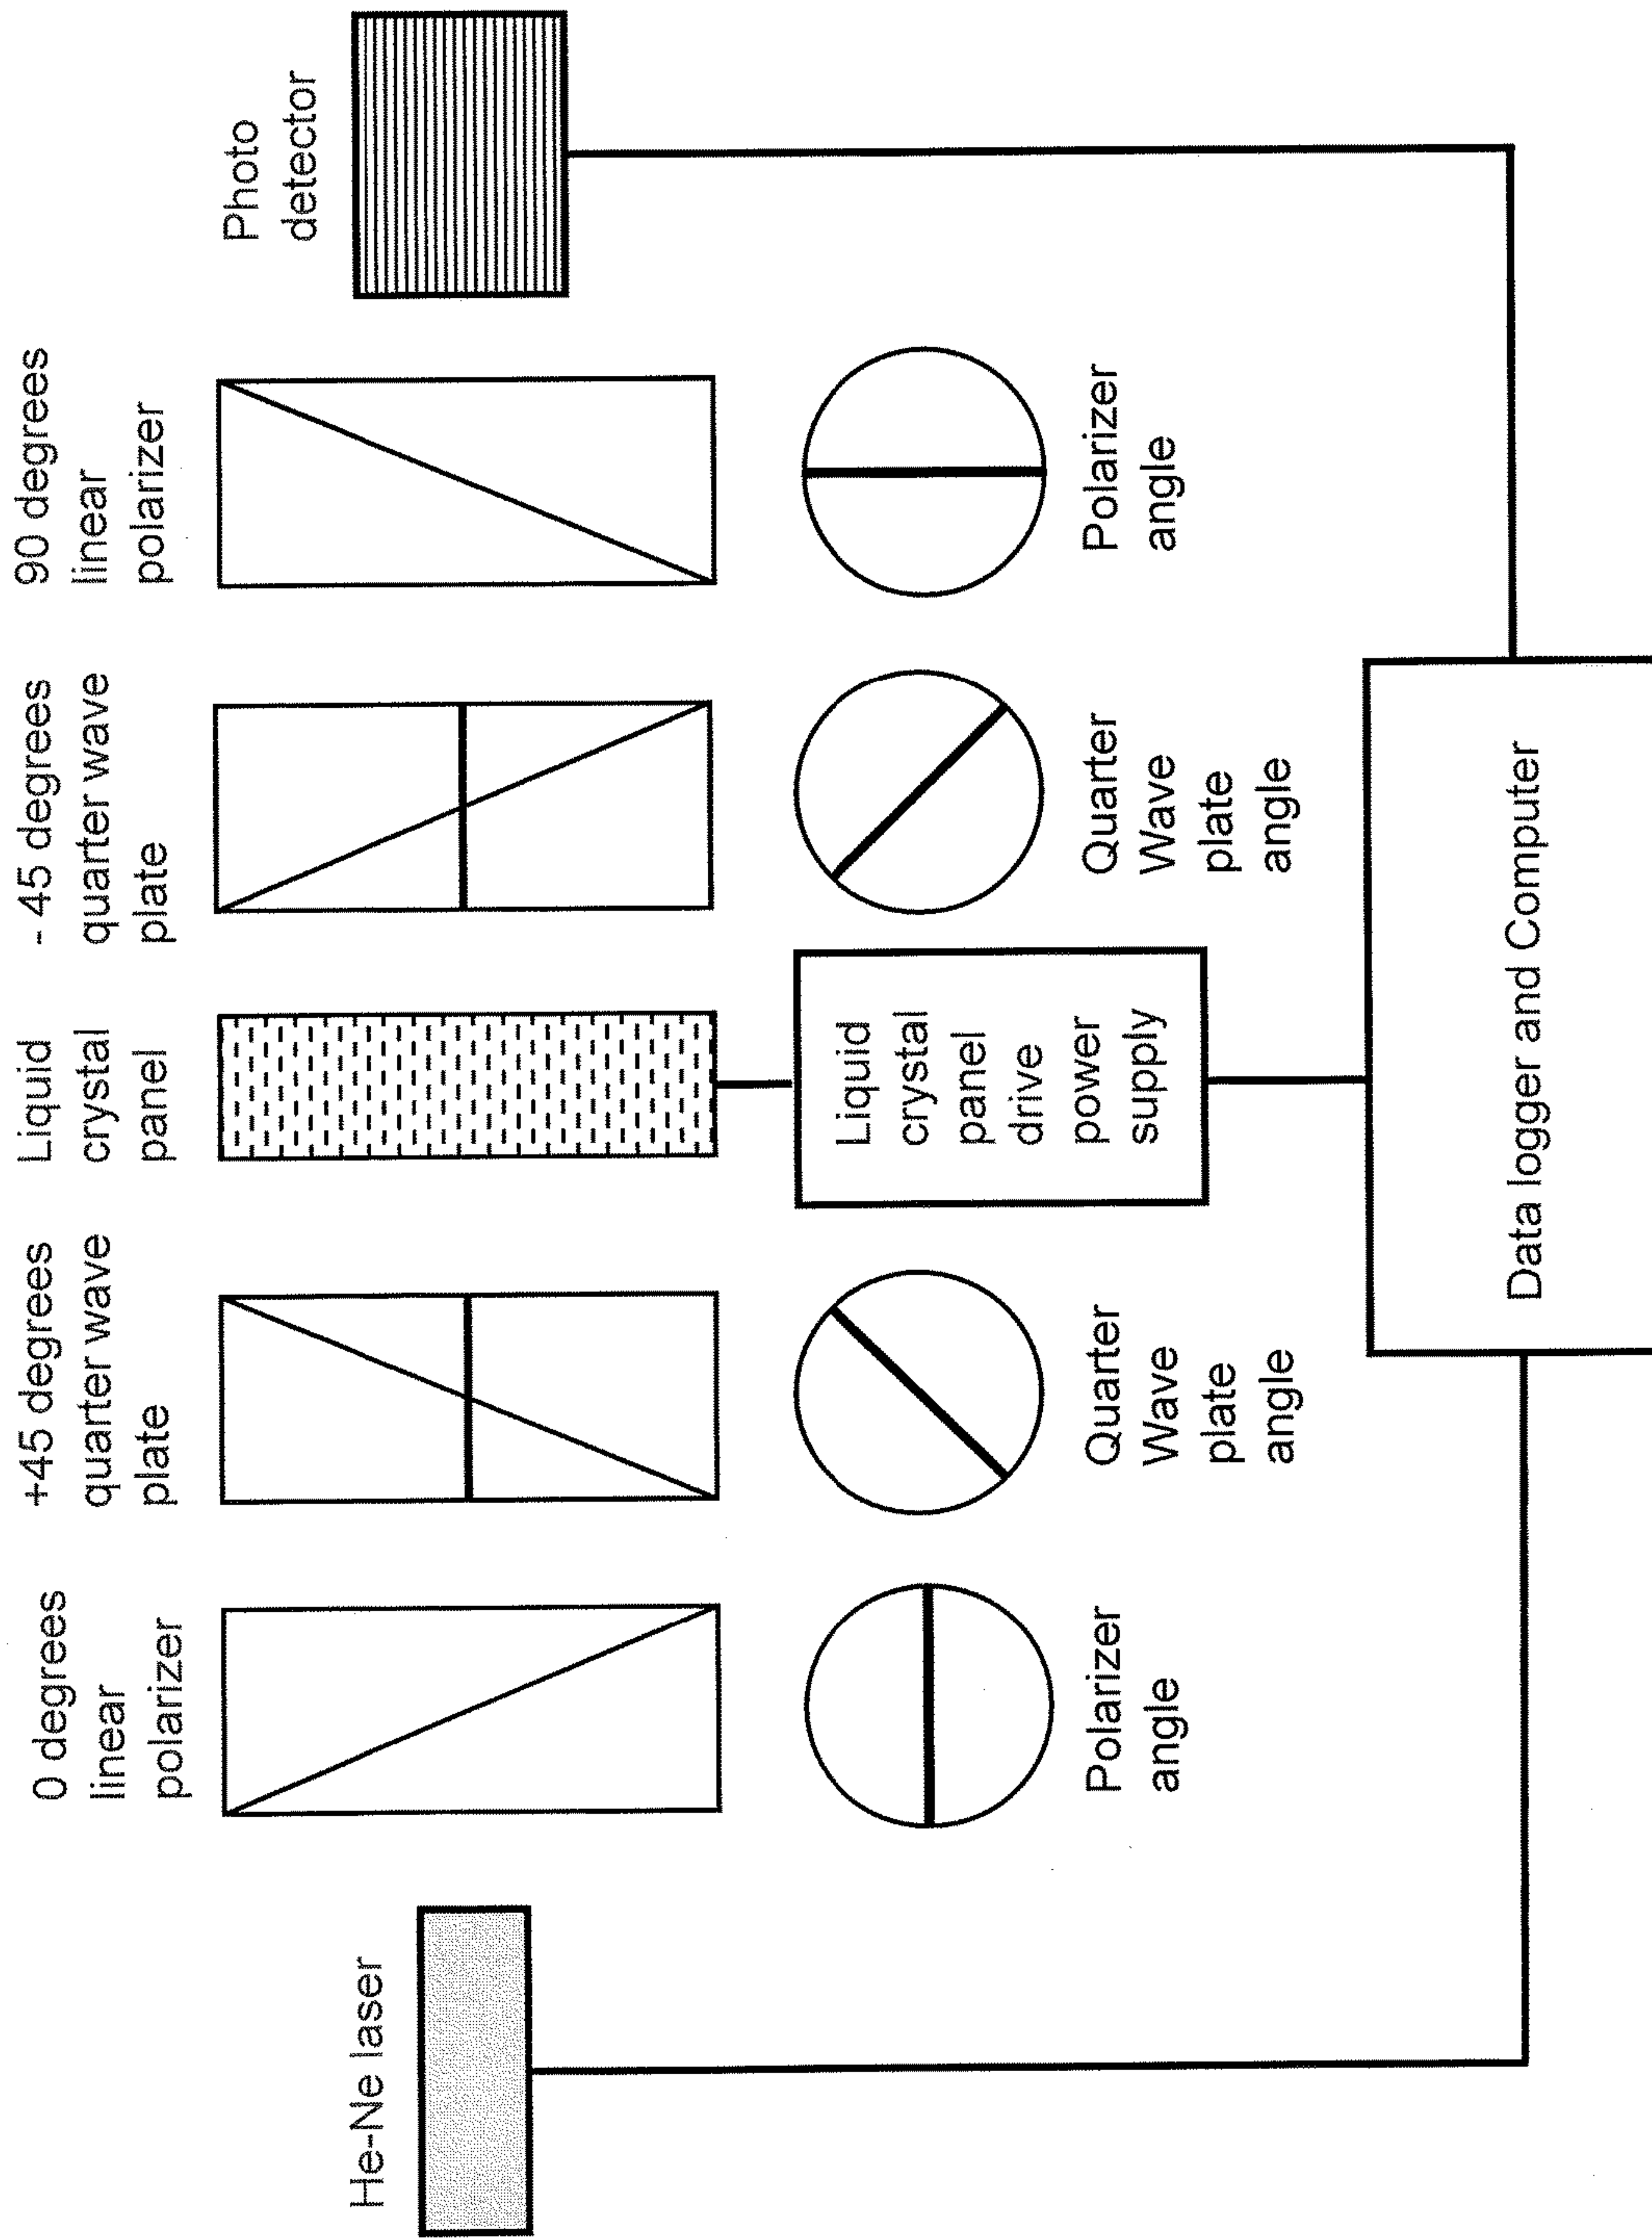 He-Ne laser
0 degrees
linear
polarizer
+45 degrees
quarter wave
plate
Liquid
crystal
panel
- 45 degrees
quarter wave
plate
90 degrees
linear
polarizer
Photo
detector
Polarizer
angle
Quarter
Wave
plate
angle
Liquid
crystal
panel
drive
power
supply
Quarter
Wave
plate
angle
Polarizer
angle
Data logger and Computer